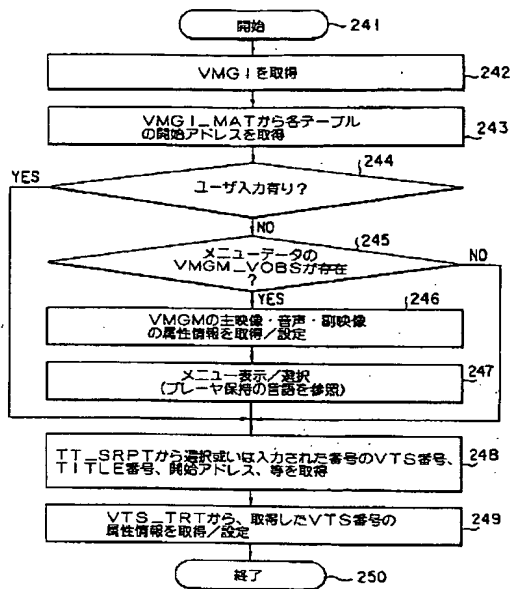 開始
241
VMGIを取得
242
VMGI_MATから各テーブル
の開始アドレスを取得
243
244
YES
ユーザ入力有り?
NO
245
メニューデータの
VMGM_VOBSが存在
?
NO
YES
246
VMGMの主映像・音声・副映像
の属性情報を取得/設定
247
メニュー表示/選択
(プレーヤ保持の言語を参照)
TT_SRPTから選択或いは入力された番号のVTS番号、
TITLE番号、開始アドレス、等を取得
248
VTS_TRTから、取得したVTS番号の
属性情報を取得/設定
249
終了
250